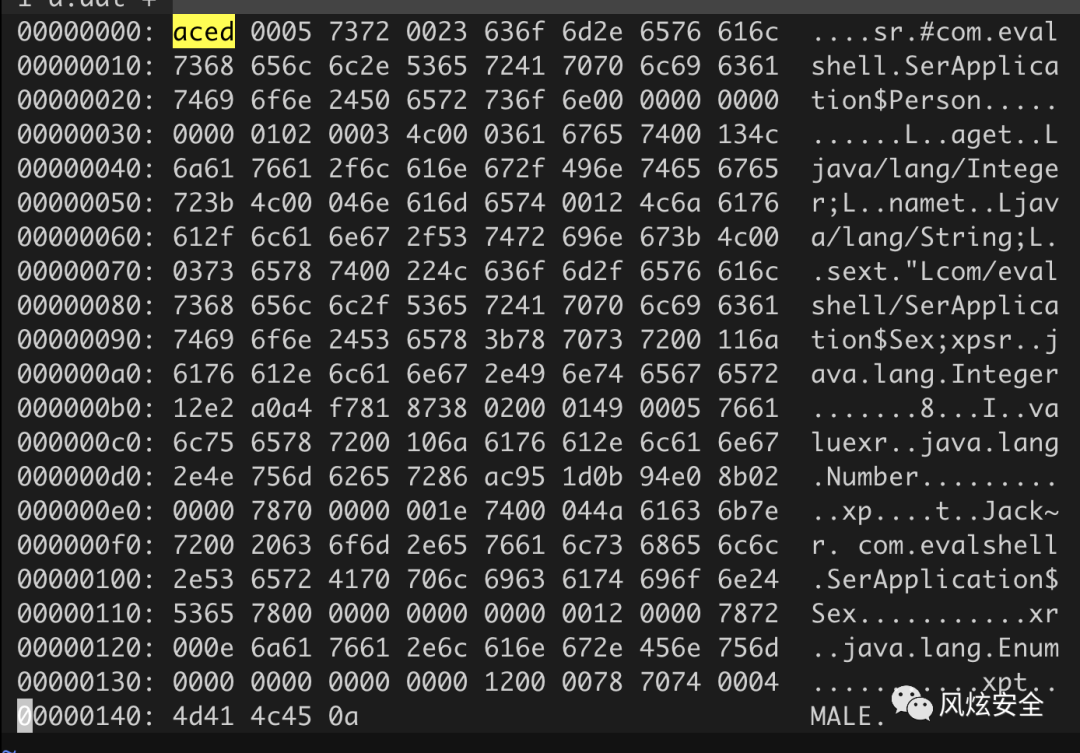 00000000: aced 0005 7372 0023 636f 6d2e 6576 616c ....sr.#com.eval
00000010: 7368 656c 6c2e 5365 7241 7070 6c69 6361 shell.SerApplica
00000020: 7469 6f6e 2450 6572 736f 6e00 0000 0000 tion$Person.....
00000030: 0000 0102 0003 4c00 0361 6765 7400 134c ......L..aget..L
00000040: 6a61 7661 2f6c 616e 672f 496e 7465 6765 java/lang/Intege
00000050: 723b 4c00 046e 616d 6574 0012 4c6a 6176 r;L..namet..Ljav
00000060: 612f 6c61 6e67 2f53 7472 696e 673b 4c00 a/lang/String;L.
00000070: 0373 6578 7400 224c 636f 6d2f 6576 616c .sext."Lcom/eval
00000080: 7368 656c 6c2f 5365 7241 7070 6c69 6361 shell/SerApplica
00000090: 7469 6f6e 2453 6578 3b78 7073 7200 116a tion$Sex;xpsr..j
000000a0: 6176 612e 6c61 6e67 2e49 6e74 6567 6572 ava.lang.Integer
000000b0: 12e2 a0a4 f781 8738 0200 0149 0005 7661 .......8...I..va
000000c0: 6c75 6578 7200 106a 6176 612e 6c61 6e67 luexr..java.lang
000000d0: 2e4e 756d 6265 7286 ac95 1d0b 94e0 8b02 .Number.........
000000e0: 0000 7870 0000 001e 7400 044a 6163 6b7e ..xp....t..Jack~
000000f0: 7200 2063 6f6d 2e65 7661 6c73 6865 6c6c r. com.evalshell
00000100: 2e53 6572 4170 706c 6963 6174 696f 6e24 .SerApplication$
00000110: 5365 7800 0000 0000 0000 0012 0000 7872 Sex...........xr
00000120: 000e 6a61 7661 2e6c 616e 672e 456e 756d ..java.lang.Enum
00000130: 0000 0000 0000 0000 1200 0078 7074 0004 ...........xpt..
00000140: 4d41 4c45 0a MALE.
风炫安全
~